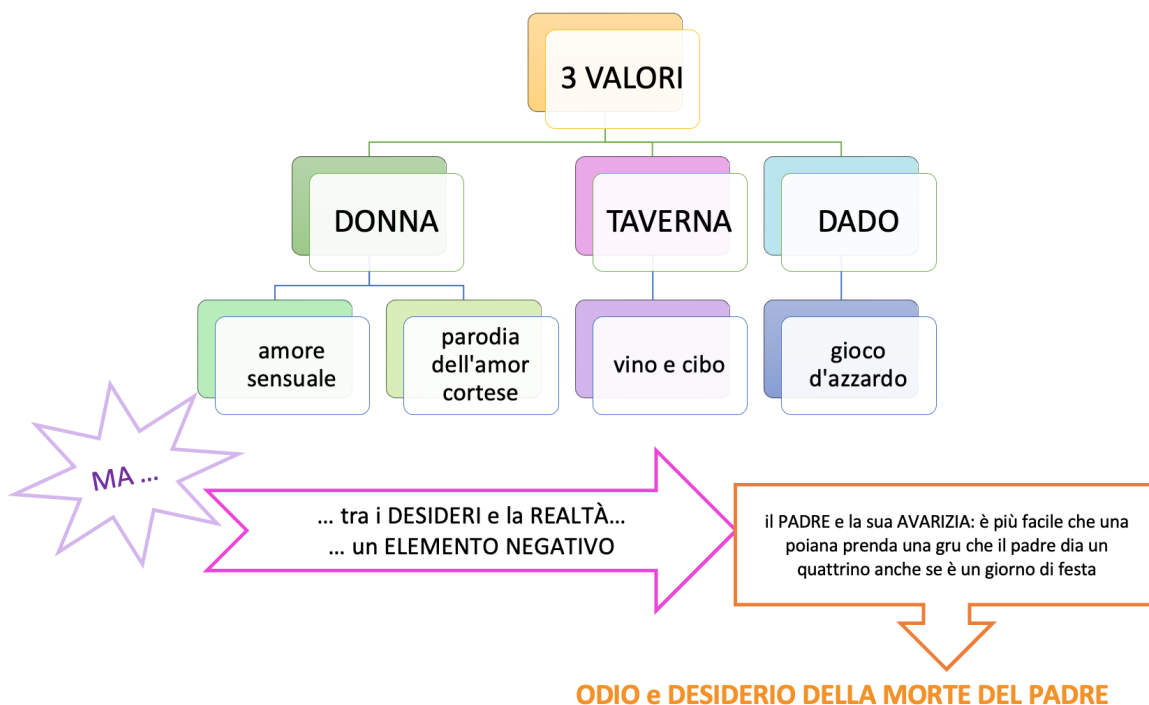 3 VALORI
DONNA
TAVERNA
DADO
amore
sensuale
parodia
dell'amor
cortese
vino e cibo
gioco
d'azzardo
MA ...
... tra i DESIDERI e la REALTÀ...
... un ELEMENTO NEGATIVO
il PADRE e la sua AVARIZIA: è più facile che una
poiana prenda una gru che il padre dia un
quattrino anche se è un giorno di festa
ODIO e DESIDERIO DELLA MORTE DEL PADRE